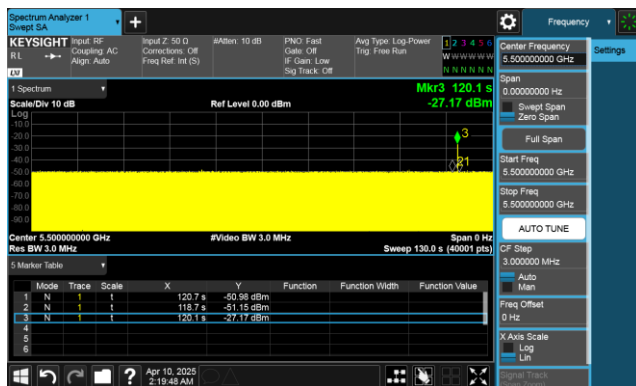 Spectrum Analyzer 1
Swept SA
+
Frequency
KEYSIGHT
RL
LXI
Input: RF
Coupling: AC
Align: Auto
Input Z: 50 Ω
Corrections: Off
Freq Ref: Int (S)
#Atten: 10 dB
PNO: Fast
Gate: Off
IF Gain: Low
Sig Track: Off
Avg Type: Log-Power
Trig: Free Run
1 2 3 4 5 6
W W W W W W
N N N N N N
1 Spectrum
Scale/Div 10 dB
Ref Level 0.00 dBm
Mkr3 120.1 s
-27.17 dBm
Log
-10.0
-20.0
-30.0
-40.0
-50.0
-60.0
-70.0
-80.0
-90.0
3
21
Center 5.500000000 GHz
#Video BW 3.0 MHz
Span 0 Hz
Res BW 3.0 MHz
Sweep 130.0 s (40001 pts)
5 Marker Table
Mode Trace Scale X Y Function Function Width Function Value
1 N 1 t 120.7 s -50.98 dBm
2 N 1 t 118.7 s -51.15 dBm
3 N 1 t 120.1 s -27.17 dBm
4
5
6
?
Apr 10, 2025
2:19:48 AM
Center Frequency
5.500000000 GHz
Settings
Span
0.00000000 Hz
Swept Span
Zero Span
Full Span
Start Freq
5.500000000 GHz
Stop Freq
5.500000000 GHz
AUTO TUNE
CF Step
3.000000 MHz
Auto
Man
Freq Offset
0 Hz
X Axis Scale
Log
Lin
Signal Track
(Span Zoom)